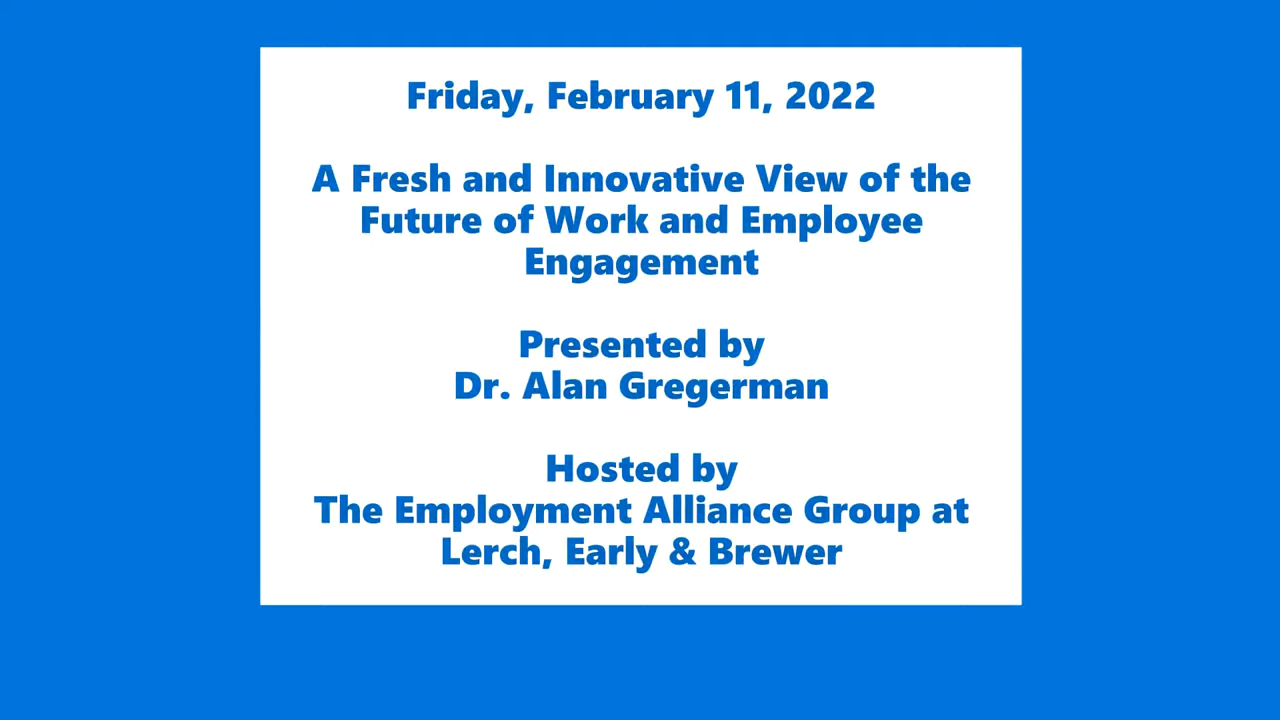 Friday, February 11, 2022
A Fresh and Innovative View of the
Future of Work and Employee
Engagement
Presented by
Dr. Alan Gregerman
Hosted by
The Employment Alliance Group at
Lerch, Early & Brewer